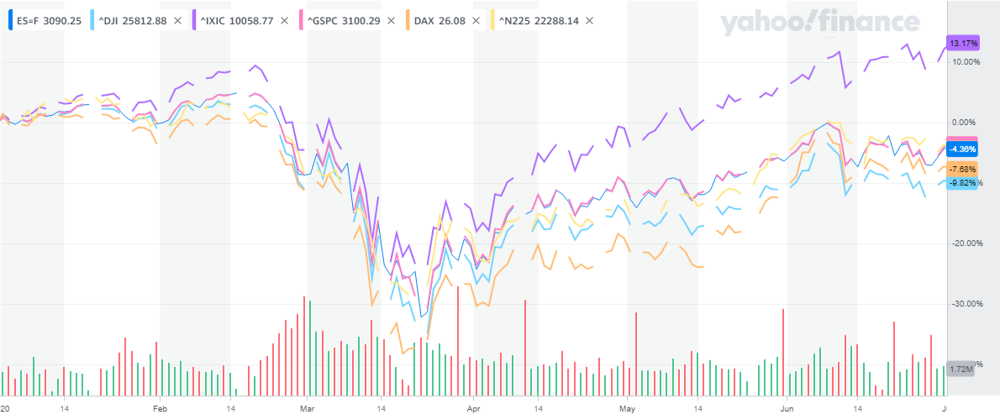 ES=F 3090.25 ^DJI 25812.88 × ^IXIC 10058.77 × ^GSPC 3100.29 × DAX 26.08 × ^N225 22288.14 ×
yahoo!finance
13.17%
10.00%
0.00%
-4.36%
-7.68%
-9.82%
-20.00%
-30.00%
1.72M
20 14 Feb 14 Mar 14 Apr 14 May 14 Jun 14